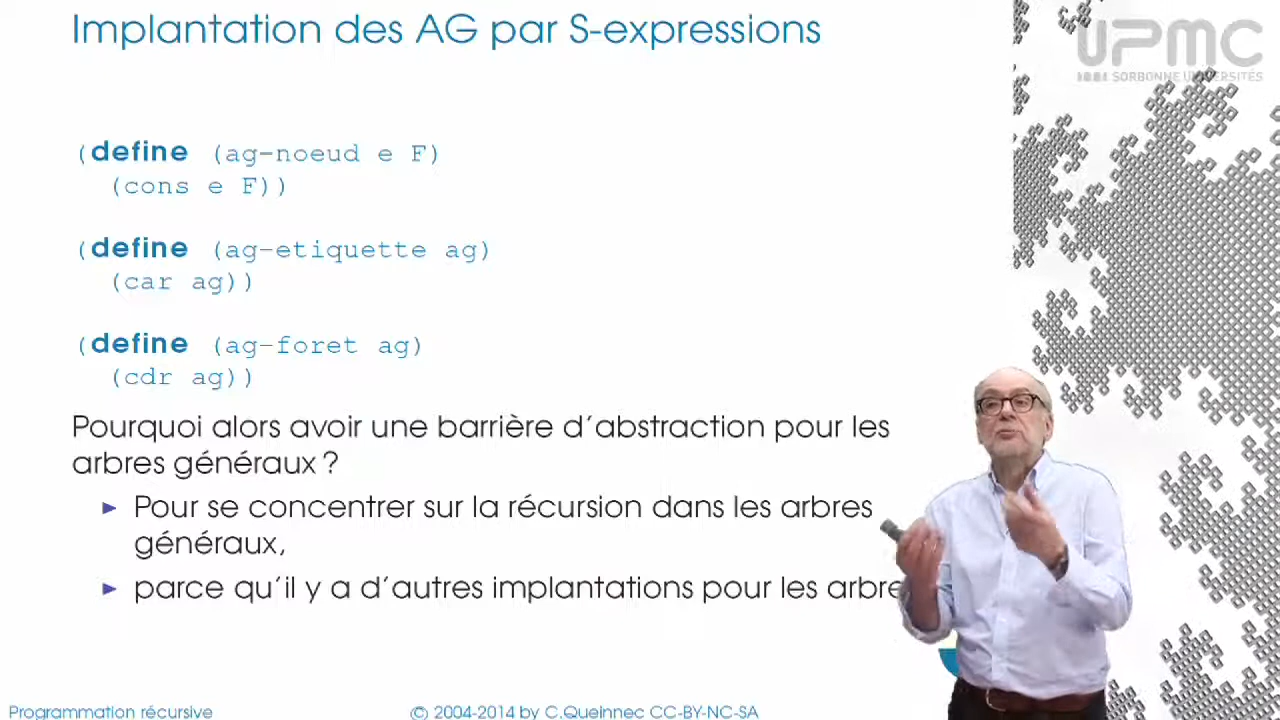 Implantation des AG par S-expressions
UPMC
SORBONNE UNIVERSITÉS
(define (ag-noeud e F)
(cons e F))
(define (ag-etiquette ag)
(car ag))
(define (ag-foret ag)
(cdr ag))
Pourquoi alors avoir une barrière d'abstraction pour les
arbres généraux ?
► Pour se concentrer sur la récursion dans les arbres
généraux,
► parce qu'il y a d'autres implantations pour les
Programmation récursive
© 2004-2014 by C.Queinnec CC-BY-NC-SA